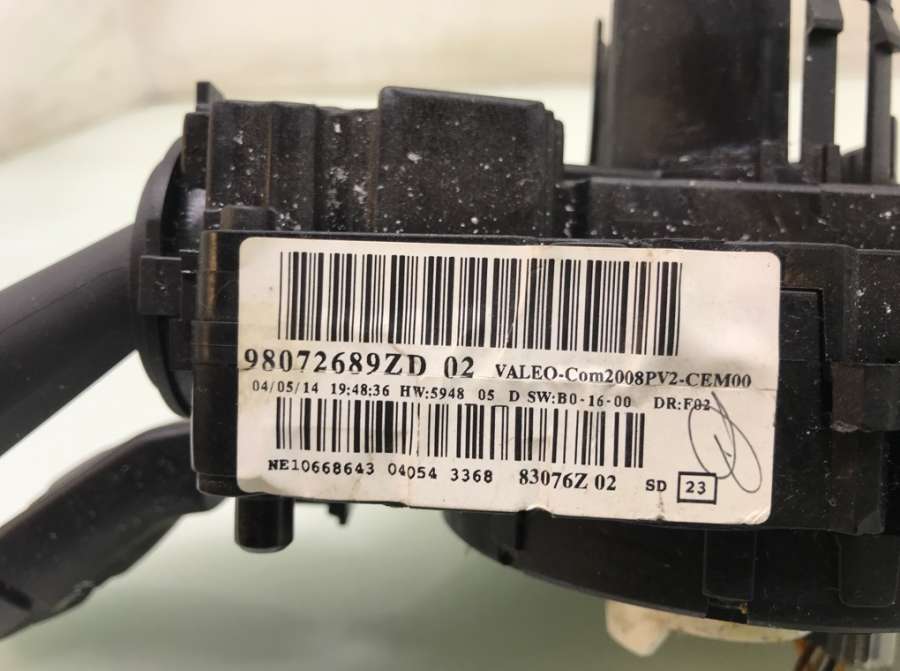 98072689ZD 02 VALEO-Com2008PV2-CEM00
04/05/14 19:48:36 HW:5948 05 D SW:B0-16-00 DR:F02
NE10668643 04054 3368 83076Z 02 SD 23